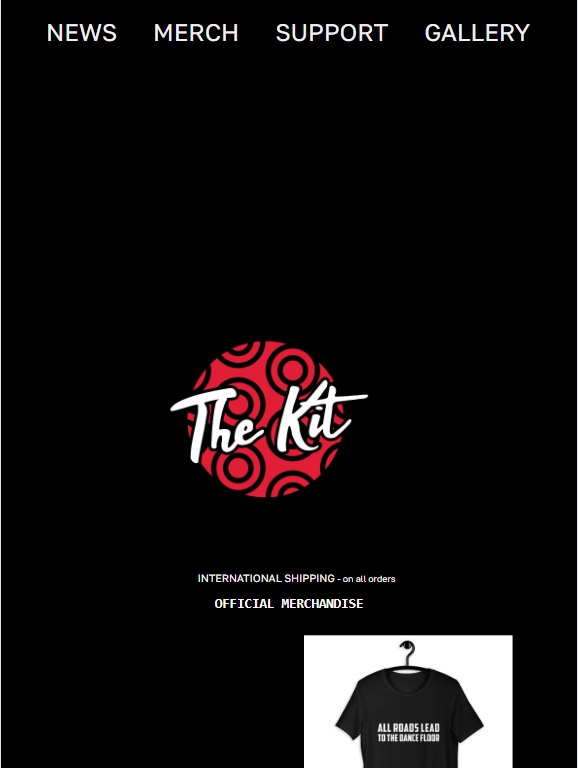 NEWS MERCH SUPPORT GALLERY
The Kit
INTERNATIONAL SHIPPING - on all orders
OFFICIAL MERCHANDISE
ALL ROADS LEAD
TO THE DANCE FLOOR